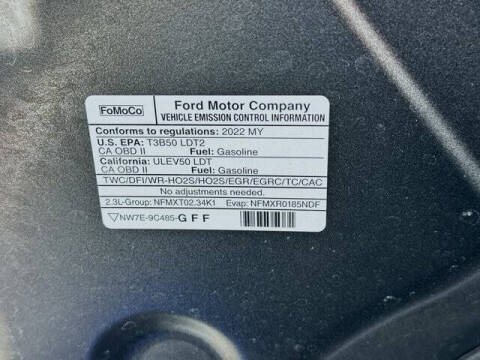 FoMoCo
Ford Motor Company
VEHICLE EMISSION CONTROL INFORMATION
Conforms to regulations: 2022 MY
U.S. EPA: T3B50 LDT2
CA OBD II Fuel: Gasoline
California: ULEV50 LDT
CA OBD II Fuel: Gasoline
TWC/DFI/WR-HO2S/HO2S/EGR/EGRC/TC/CAC
No adjustments needed.
2.3L-Group: NFMXT02.34K1 Evap: NFMXR0185NDF
NW7E-9C485-GFF